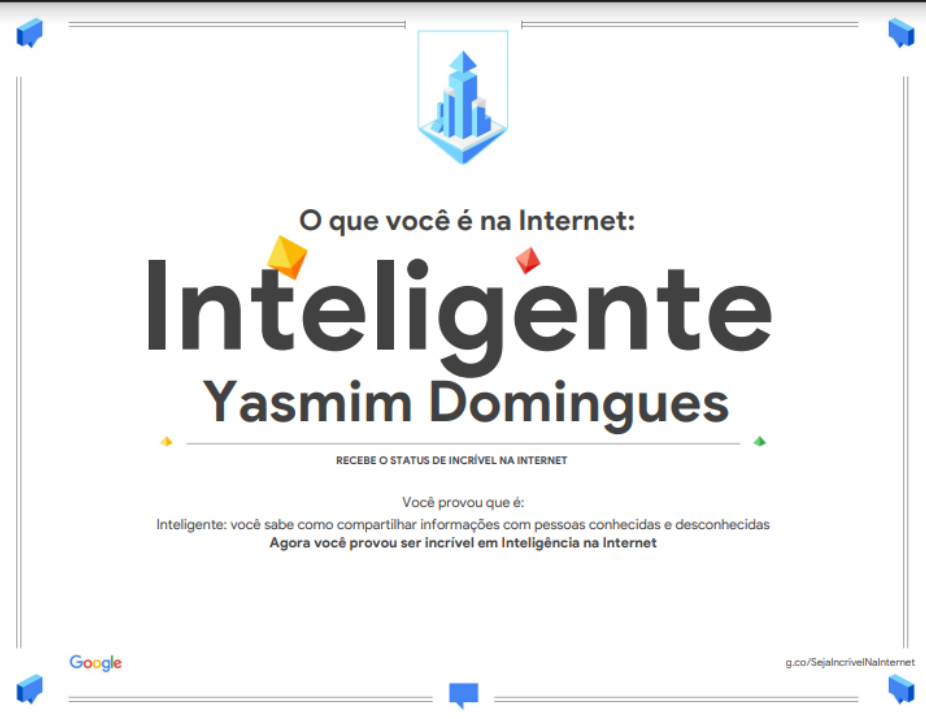 O que você é na Internet:
Inteligente
Yasmim Domingues
RECEBE O STATUS DE INCRÍVEL NA INTERNET
Você provou que é:
Inteligente: você sabe como compartilhar informações com pessoas conhecidas e desconhecidas
Agora você provou ser incrível em Inteligência na Internet
Google
g.co/SejaIncrivelNaInternet